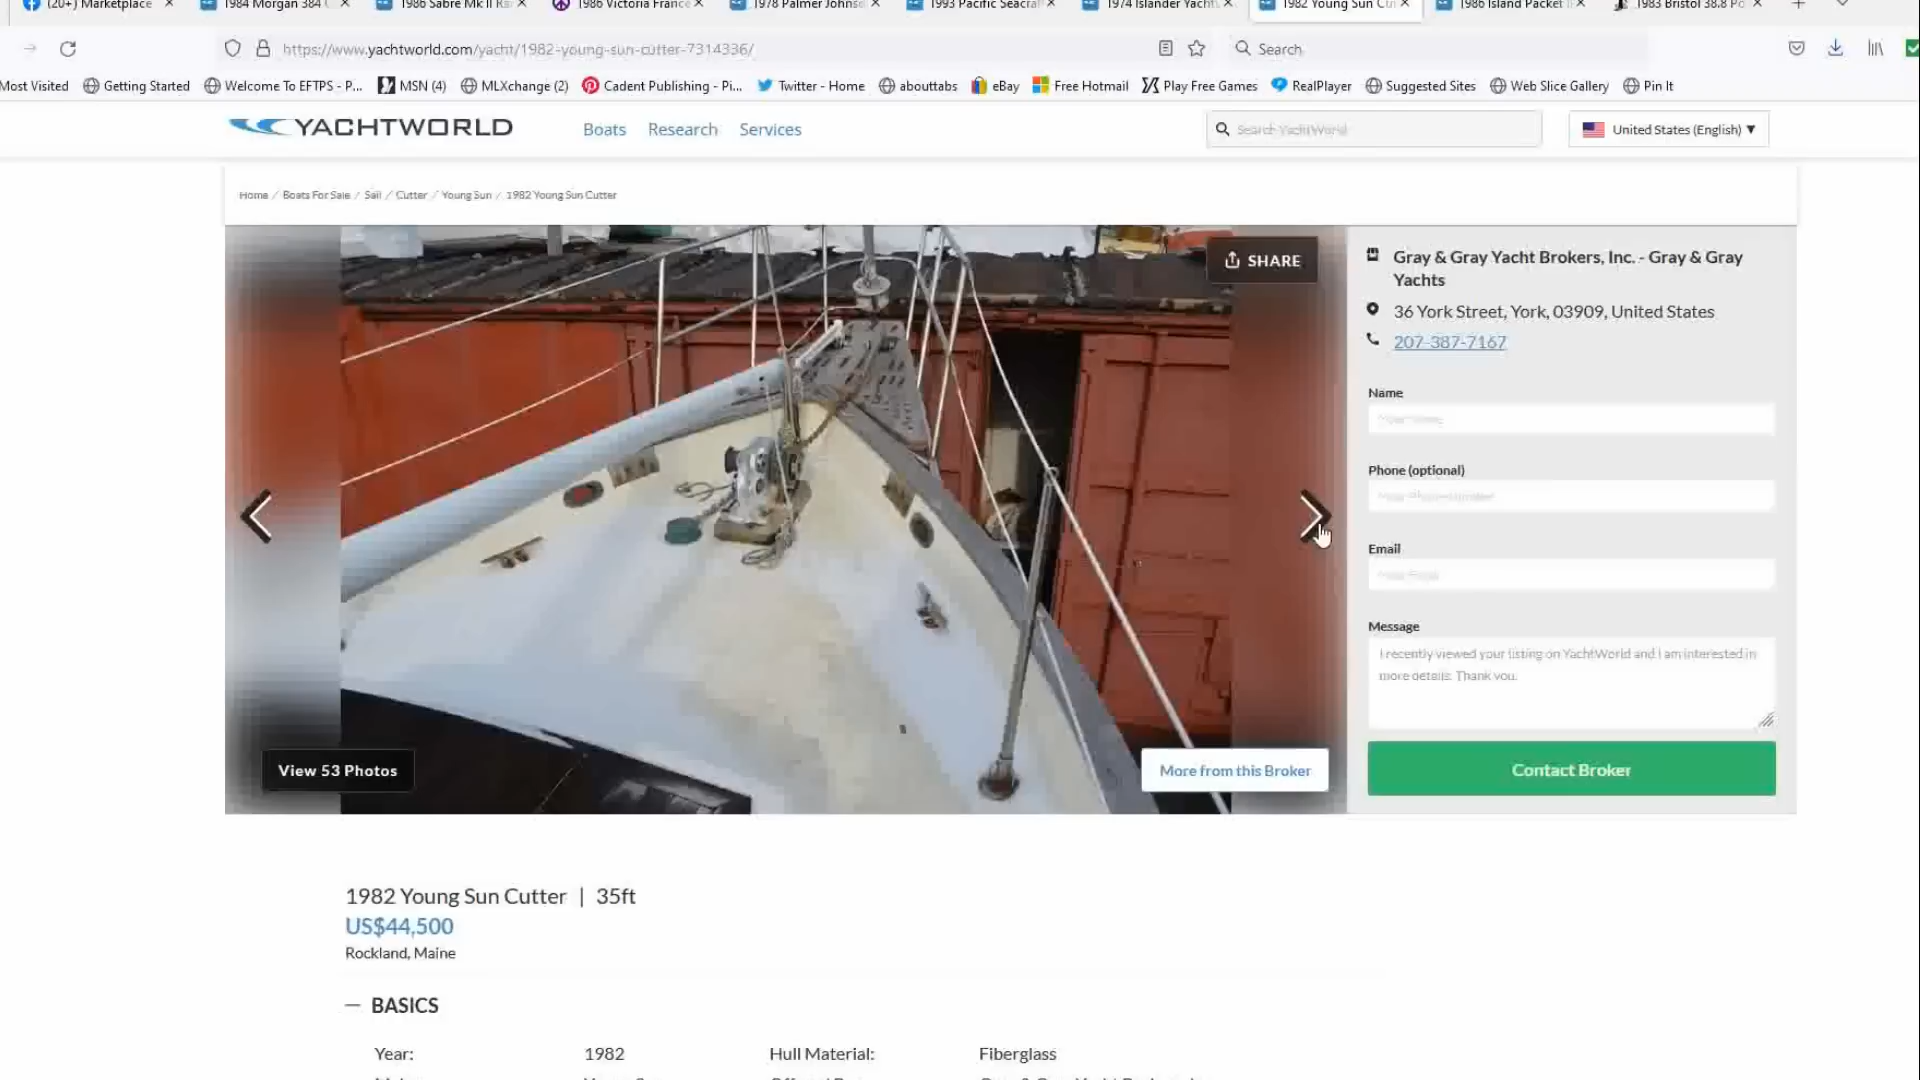 (20+) Marketplace
1984 Morgan 384
1986 Sabre Mk II
1986 Victoria France
1978 Palmer Johns
1993 Pacific Seacra
1974 Islander Yacht
1982 Young Sun Cut
1986 Island Packet
1983 Bristol 38.8
https://www.yachtworld.com/yacht/1982-young-sun-cutter-7314336/
Search
Most Visited
Getting Started
Welcome To EFTPS - P...
MSN (4)
MLXchange (2)
Cadent Publishing - Pi...
Twitter - Home
abouttabs
eBay
Free Hotmail
Play Free Games
RealPlayer
Suggested Sites
Web Slice Gallery
Pin It
YACHTWORLD
Boats
Research
Services
Search YachtWorld
United States (English) ▼
Home / Boats For Sale / Sail / Cutter / Young Sun / 1982 Young Sun Cutter
SHARE
View 53 Photos
More from this Broker
Gray & Gray Yacht Brokers, Inc. - Gray & Gray
Yachts
36 York Street, York, 03909, United States
207-387-7167
Name
Phone (optional)
Your Phone Number
Email
Message
I recently viewed your listing on YachtWorld and I am interested in
more details. Thank you.
Contact Broker
1982 Young Sun Cutter | 35ft
US$44,500
Rockland, Maine
— BASICS
Year: 1982 Hull Material: Fiberglass